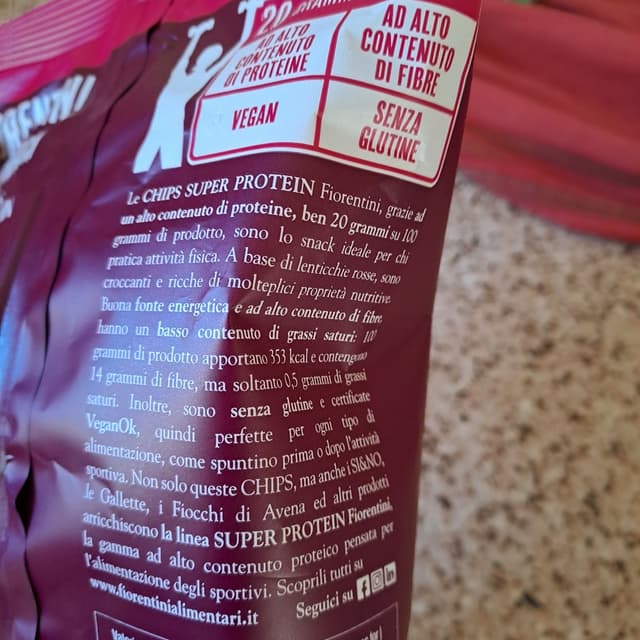 20
AD ALTO
CONTENUTO
DI PROTEINE
AD ALTO
CONTENUTO
DI FIBRE
VEGAN
SENZA
GLUTINE
Le CHIPS SUPER PROTEIN Fiorentini, grazie ad
un alto contenuto di proteine, ben 20 grammi su 100
grammi di prodotto, sono lo snack ideale per chi
pratica attività fisica. A base di lenticchie rosse, sono
croccanti e ricche di molteplici proprietà nutritive.
Buona fonte energetica e ad alto contenuto di fibre,
hanno un basso contenuto di grassi saturi: 100
grammi di prodotto apportano 353 kcal e contengono
14 grammi di fibre, ma soltanto 0,5 grammi di grassi
saturi. Inoltre, sono senza glutine e certificate
VeganOk, quindi perfette per ogni tipo di
alimentazione, come spuntino prima o dopo l'attività
sportiva. Non solo queste CHIPS, ma anche i SI&NO,
le Gallette, i Fiocchi di Avena ed altri prodotti
arricchiscono la linea SUPER PROTEIN Fiorentini,
la gamma ad alto contenuto proteico pensata per
l'alimentazione degli sportivi. Scoprili tutti su
www.fiorentinialimentari.it
Seguici su